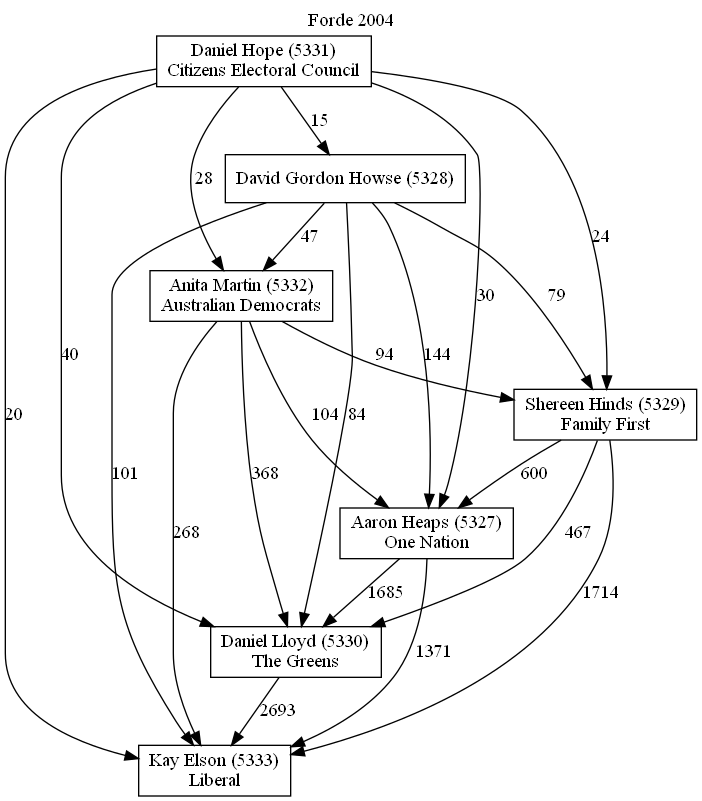 Forde 2004
Daniel Hope (5331)
Citizens Electoral Council
15
David Gordon Howse (5328)
28
24
47
Anita Martin (5332)
Australian Democrats
30
79
40
94
144
20
104
84
Shereen Hinds (5329)
Family First
101
368
600
Aaron Heaps (5327)
One Nation
268
467
1685
1714
Daniel Lloyd (5330)
The Greens
1371
2693
Kay Elson (5333)
Liberal